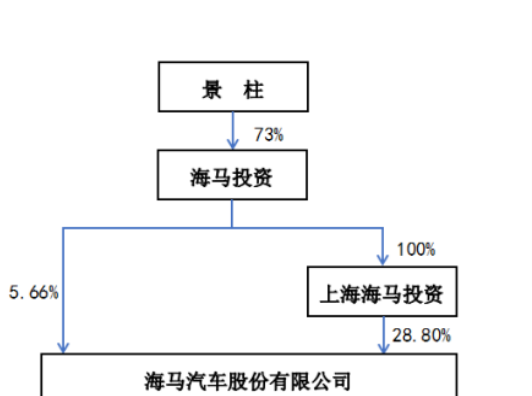 景 柱
73%
海马投资
100%
5.66%
上海海马投资
28.80%
海马汽车股份有限公司